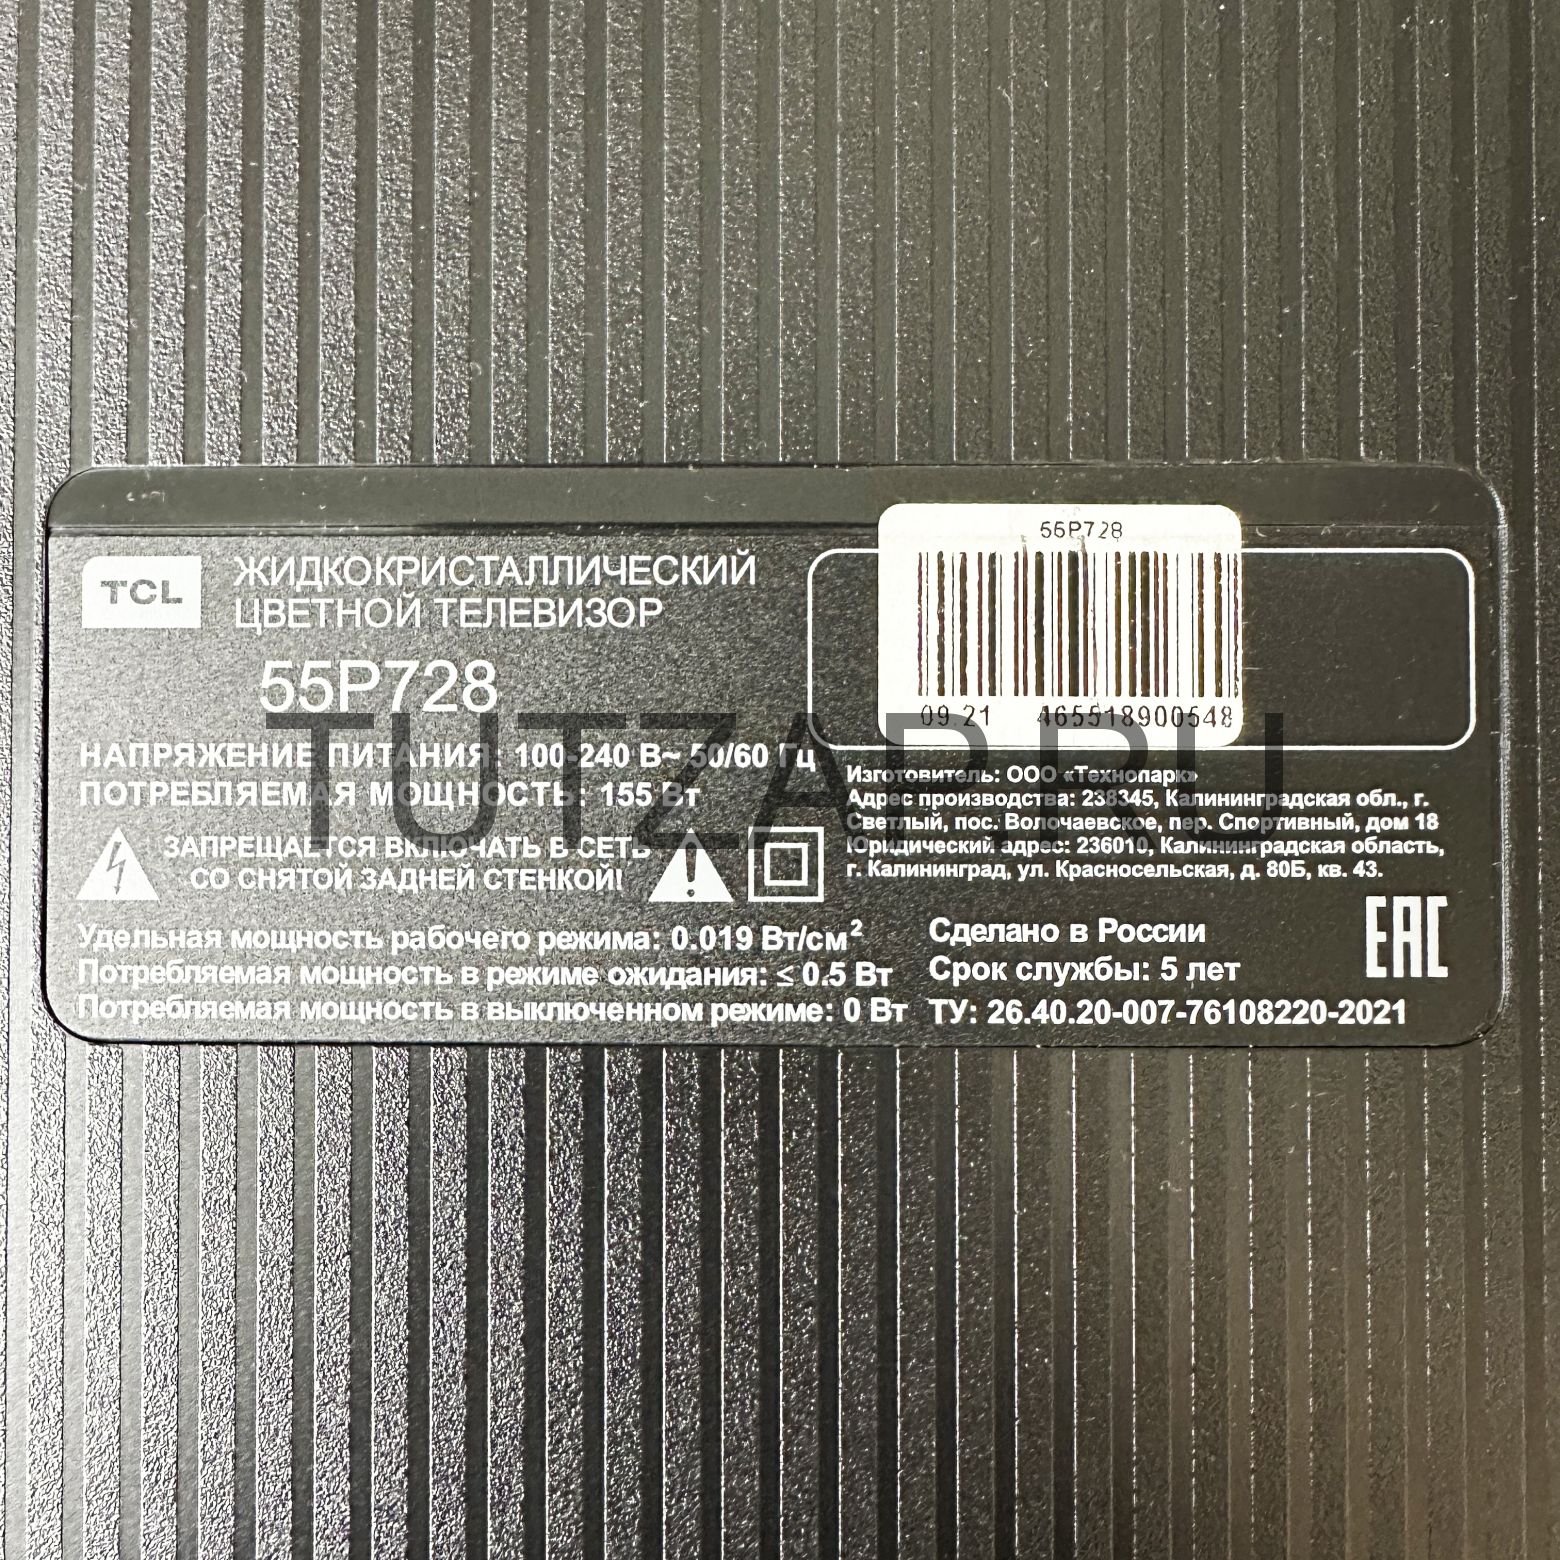 TCL
ЖИДКОКРИСТАЛЛИЧЕСКИЙ
ЦВЕТНОЙ ТЕЛЕВИЗОР
55P728
НАПРЯЖЕНИЕ ПИТАНИЯ: 100-240 В~ 50/60 Гц
ПОТРЕБЛЯЕМАЯ МОЩНОСТЬ: 155 Вт
ЗАПРЕЩАЕТСЯ ВКЛЮЧАТЬ В СЕТЬ
СО СНЯТОЙ ЗАДНЕЙ СТЕНКОЙ!
Удельная мощность рабочего режима: 0.019 Вт/см²
Потребляемая мощность в режиме ожидания: ≤ 0.5 Вт
Потребляемая мощность в выключенном режиме: 0 Вт
55P728
09 21 465518900548
Изготовитель: ООО «Технопарк»
Адрес производства: 238345, Калининградская обл., г.
Светлый, пос. Волочаевское, пер. Спортивный, дом 18
Юридический адрес: 236010, Калининградская область,
г. Калининград, ул. Красносельская, д. 80Б, кв. 43.
Сделано в России
Срок службы: 5 лет
ТУ: 26.40.20-007-76108220-2021
EAC
TUTZAP.RU